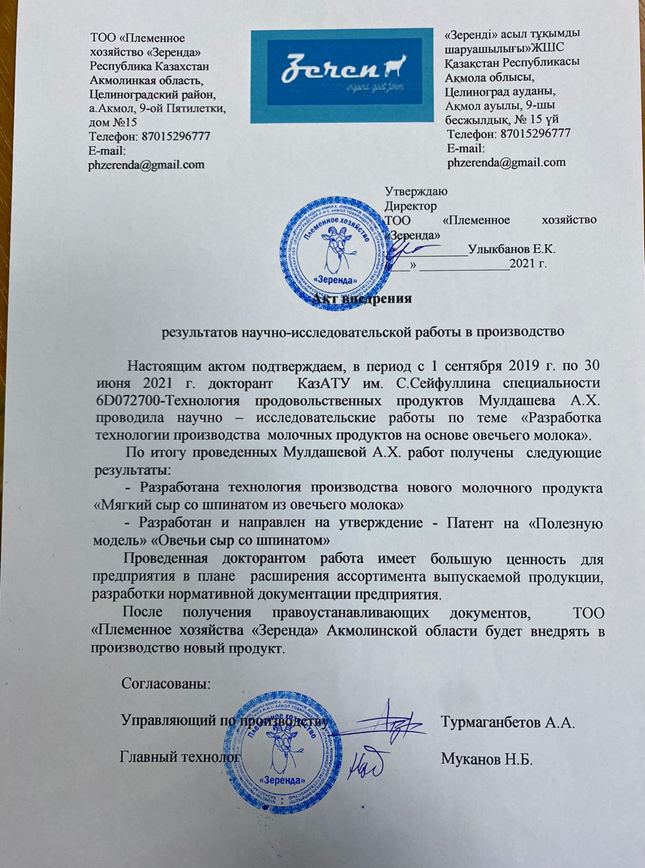 ТОО «Племенное
хозяйство «Зеренда»
Республика Казахстан
Акмолинкая область,
Целиноградский район,
а.Акмол, 9-ой Пятилетки,
дом №15
Телефон: 87015296777
E-mail:
phzerenda@gmail.com
Zeren
«Зеренді» асыл тұқымды
шаруашылығы»ЖШС
Қазақстан Республикасы
Ақмола облысы,
Целиноград ауданы,
Ақмол ауылы, 9-шы
бесжылдық, № 15 үй
Телефон: 87015296777
E-mail:
phzerenda@gmail.com
Утверждаю
Директор
ТОО «Племенное хозяйство
«Зеренда»
____________Улыкбанов Е.К.
«___» _____________2021 г.
Племенное хозяйство
«Зеренда»
Акт внедрения
результатов научно-исследовательской работы в производство
Настоящим актом подтверждаем, в период с 1 сентября 2019 г. по 30
июня 2021 г. докторант КазАТУ им. С.Сейфуллина специальности
6D072700-Технология продовольственных продуктов Мулдашева А.Х.
проводила научно – исследовательские работы по теме «Разработка
технологии производства молочных продуктов на основе овечьего молока».
По итогу проведенных Мулдашевой А.Х. работ получены следующие
результаты:
- Разработана технология производства нового молочного продукта
«Мягкий сыр со шпинатом из овечьего молока»
- Разработан и направлен на утверждение - Патент на «Полезную
модель» «Овечьи сыр со шпинатом»
Проведенная докторантом работа имеет большую ценность для
предприятия в плане расширения ассортимента выпускаемой продукции,
разработки нормативной документации предприятия.
После получения правоустанавливающих документов, ТОО
«Племенное хозяйства «Зеренда» Акмолинской области будет внедрять в
производство новый продукт.
Согласованы:
Управляющий по производству Турмаганбетов А.А.
Главный технолог Муканов Н.Б.
Племенное хозяйство
«Зеренда»